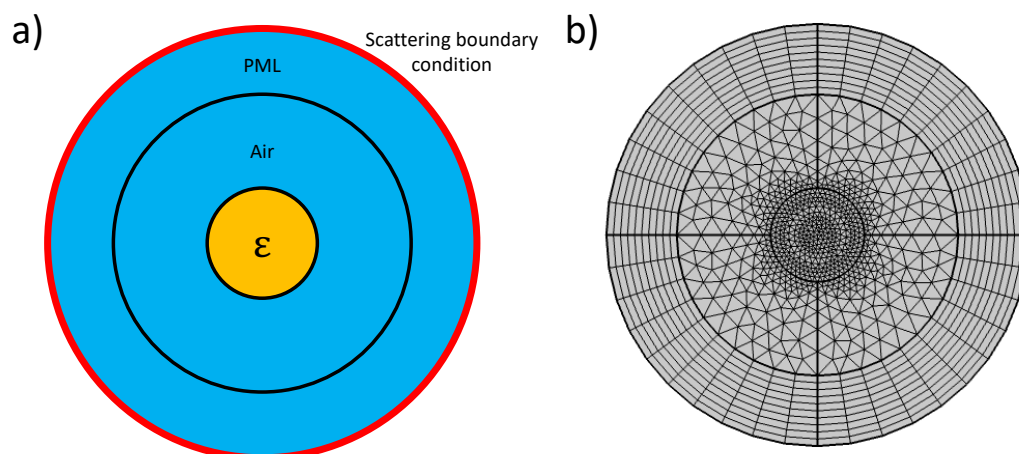 a)
Scattering boundary
condition
PML
Air
ε
b)